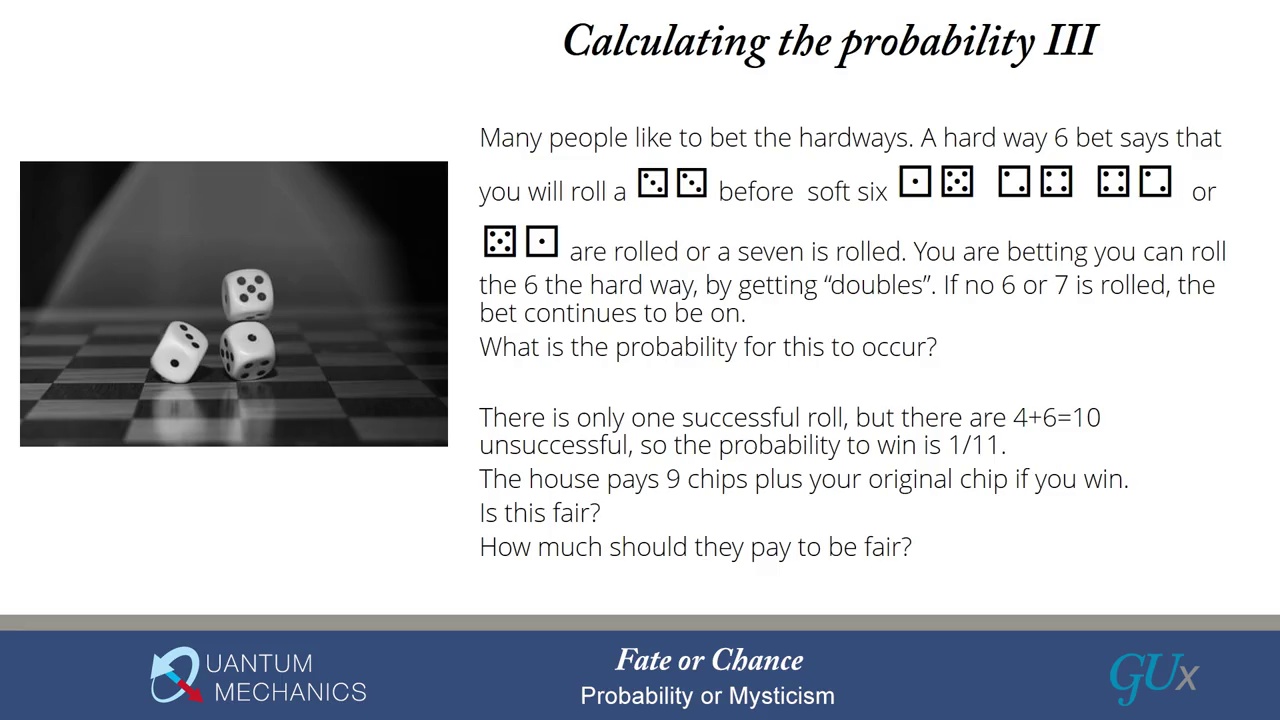 Calculating the probability III
Many people like to bet the hardways. A hard way 6 bet says that
you will roll a before soft six or
are rolled or a seven is rolled. You are betting you can roll
the 6 the hard way, by getting “doubles”. If no 6 or 7 is rolled, the
bet continues to be on.
What is the probability for this to occur?
There is only one successful roll, but there are 4+6=10
unsuccessful, so the probability to win is 1/11.
The house pays 9 chips plus your original chip if you win.
Is this fair?
How much should they pay to be fair?
QUANTUM
MECHANICS
Fate or Chance
Probability or Mysticism
GUx